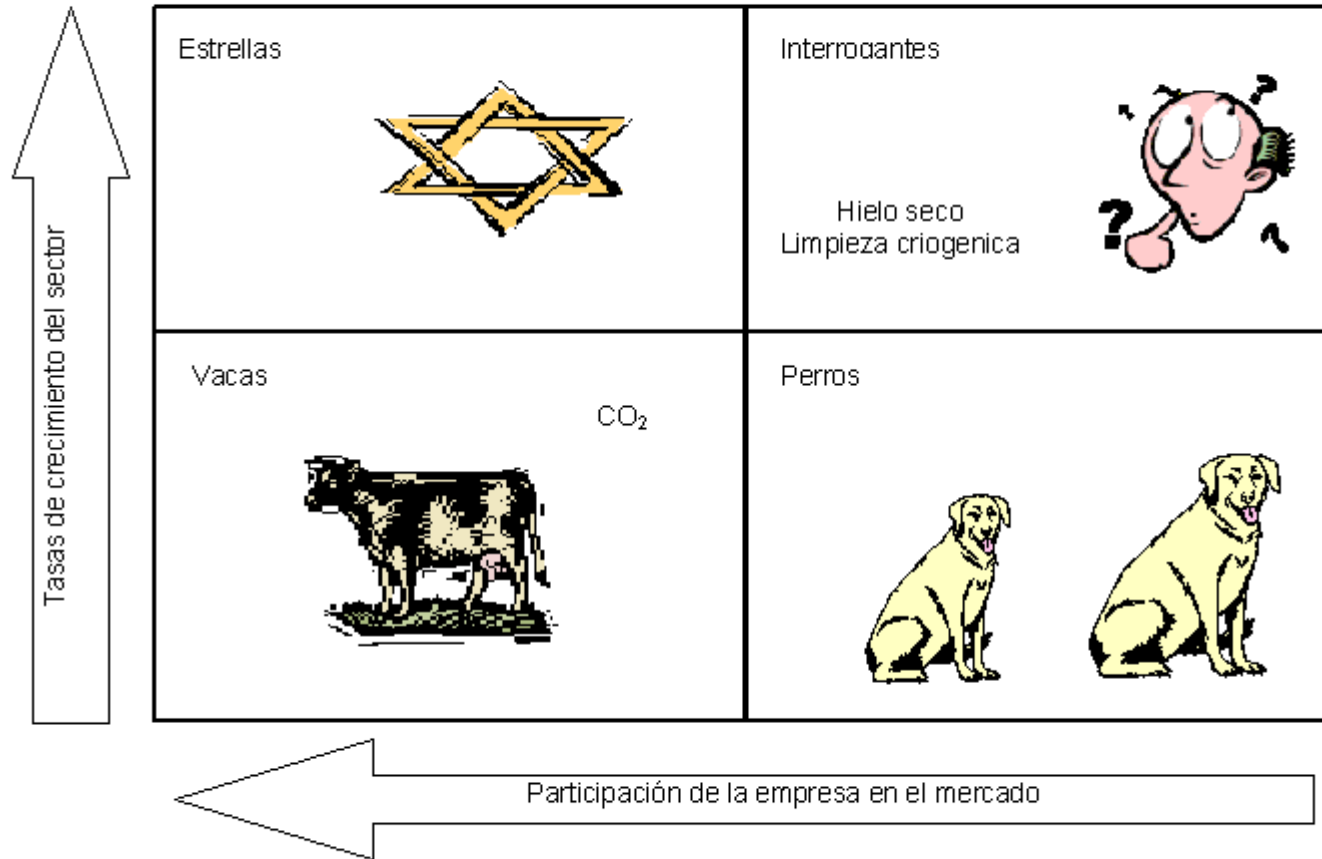 Estrellas
Interrogantes
Hielo seco
Limpieza criogenica
Tasas de crecimiento del sector
Vacas
CO₂
Perros
Participación de la empresa en el mercado